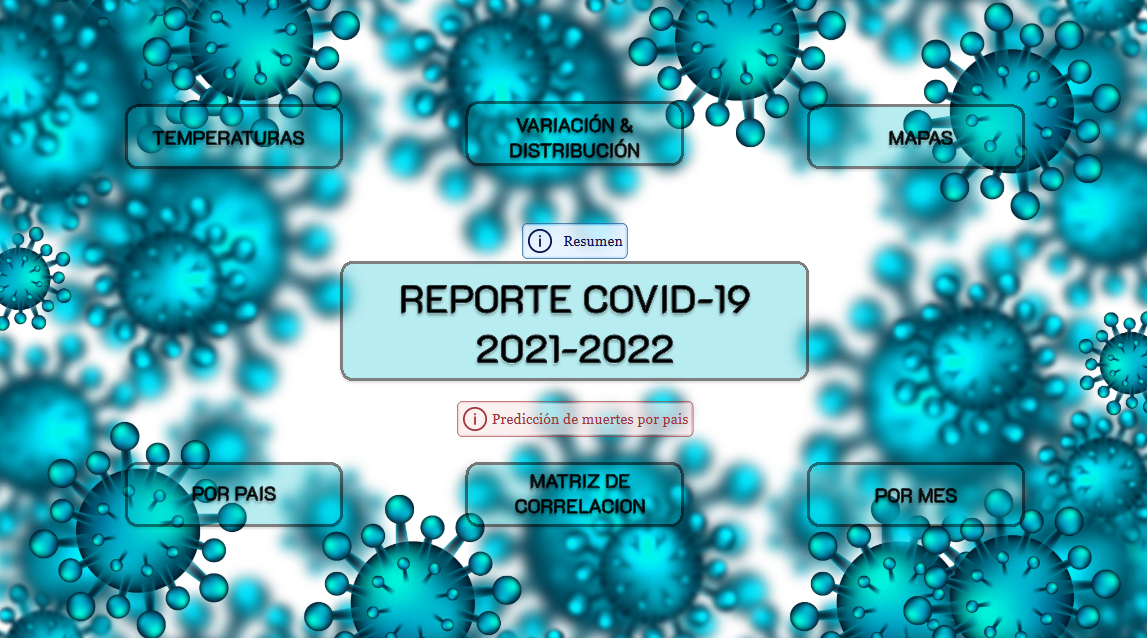 TEMPERATURAS
VARIACIÓN &
DISTRIBUCIÓN
MAPAS
Resumen
REPORTE COVID-19
2021-2022
Predicción de muertes por pais
POR PAIS
MATRIZ DE
CORRELACION
POR MES